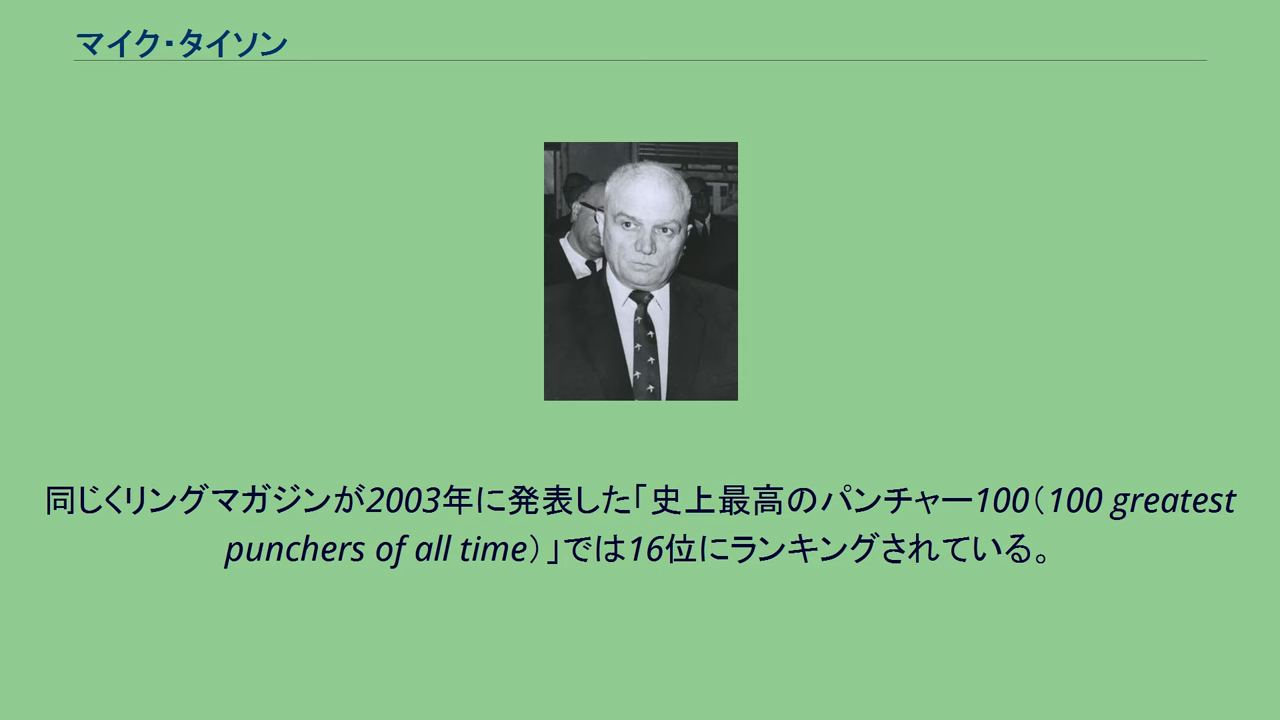 マイク・タイソン
同じくリングマガジンが2003年に発表した「史上最高のパンチャー100（100 greatest
punchers of all time）」では16位にランキングされている。